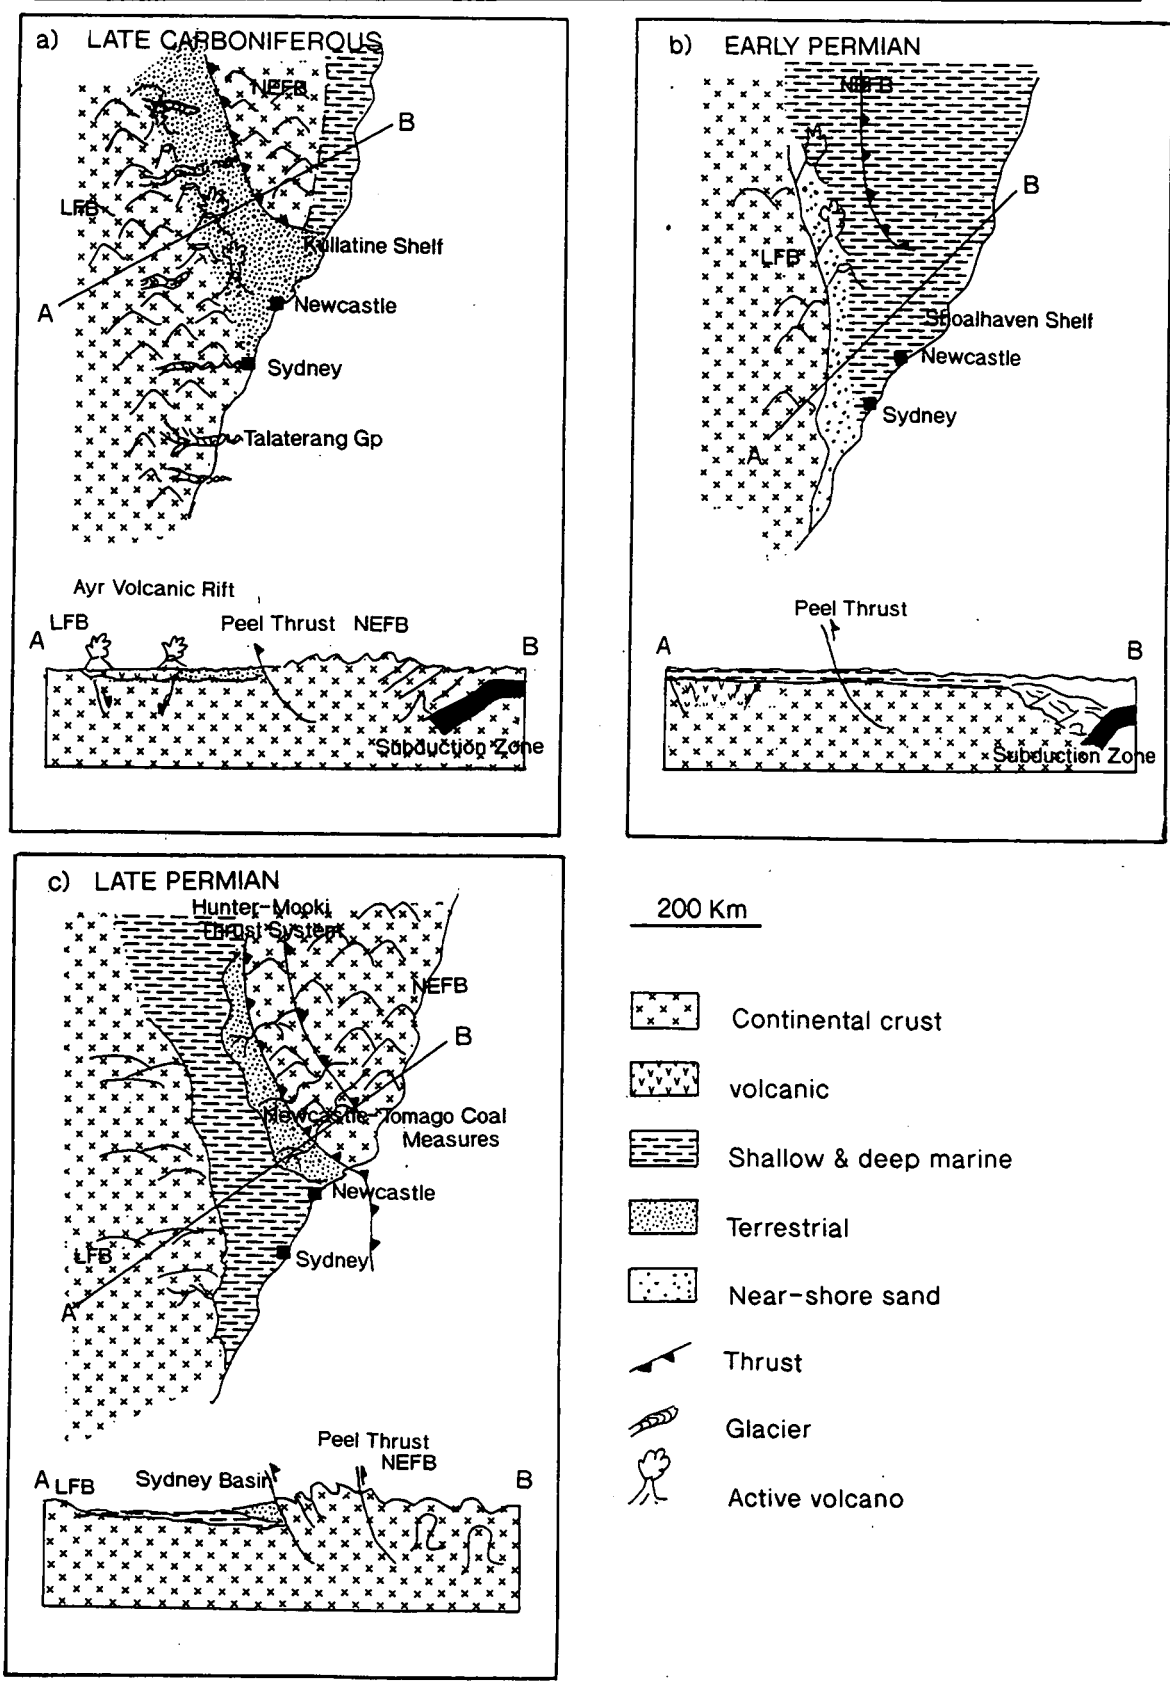 a) LATE CARBONIFEROUS
NEFB
B
LFB
Kullatine Shelf
A
Newcastle
Sydney
Talaterang Gp
Ayr Volcanic Rift
LFB
Peel Thrust NEFB
A
B
Subduction Zone
b) EARLY PERMIAN
NEFB
B
LFB
Shoalhaven Shelf
Newcastle
Sydney
A
Peel Thrust
A
B
Subduction Zone
c) LATE PERMIAN
Hunter-Mooki
Thrust System
NEFB
B
Newcastle-Tomago Coal
Measures
Newcastle
LFB
Sydney
A
Peel Thrust
NEFB
A LFB
Sydney Basin
B
200 Km
Continental crust
volcanic
Shallow & deep marine
Terrestrial
Near-shore sand
Thrust
Glacier
Active volcano